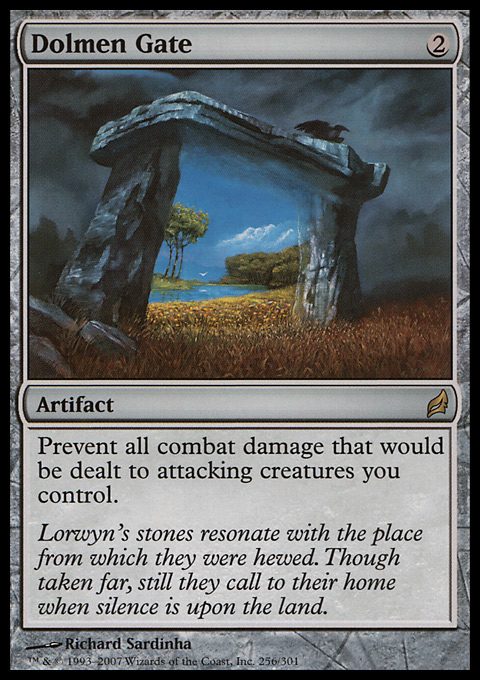 Dolmen Gate 2
Artifact
Prevent all combat damage that would
be dealt to attacking creatures you
control.
Lorwyn's stones resonate with the place
from which they were hewed. Though
taken far, still they call to their home
when silence is upon the land.
Richard Sardinha
™ & © 1993–2007 Wizards of the Coast, Inc. 256/301